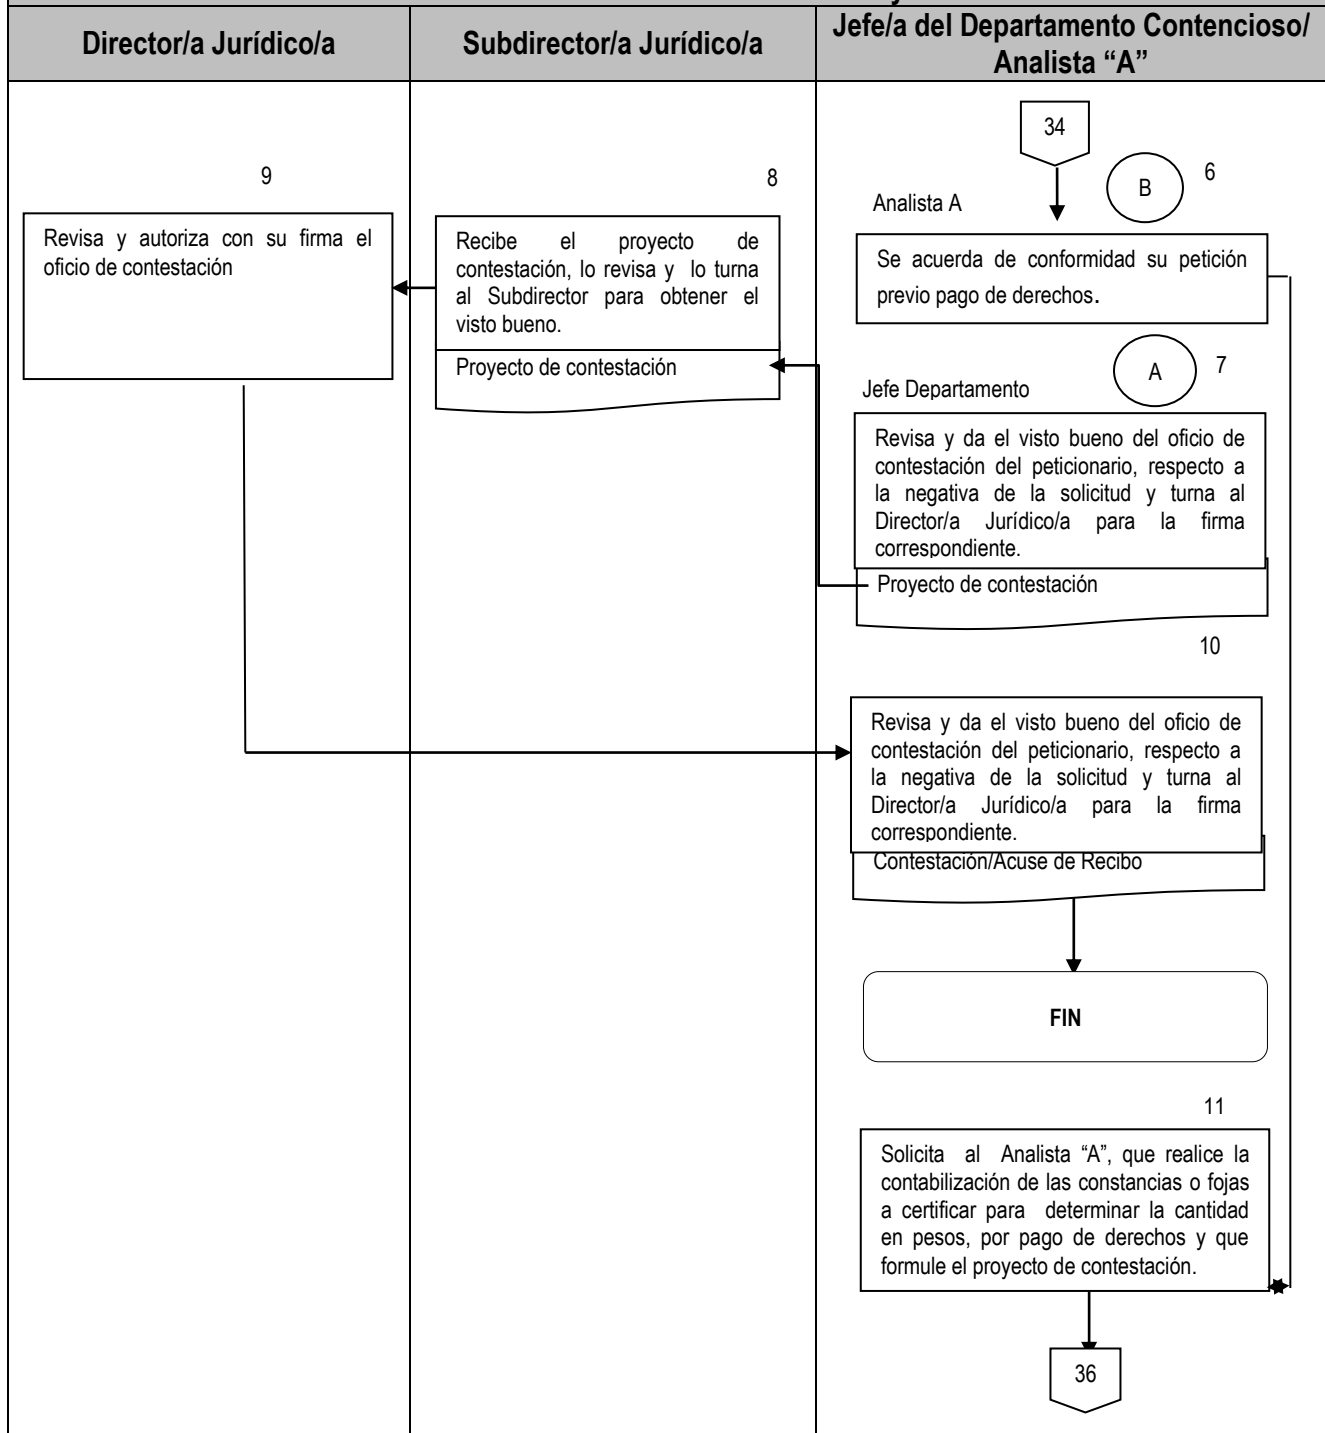 Director/a Jurídico/a
Subdirector/a Jurídico/a
Jefe/a del Departamento Contencioso/
Analista “A”
9
Revisa y autoriza con su firma el
oficio de contestación
8
Recibe el proyecto de
contestación, lo revisa y lo turna
al Subdirector para obtener el
visto bueno.
Proyecto de contestación
34
B
6
Analista A
Se acuerda de conformidad su petición
previo pago de derechos.
A
7
Jefe Departamento
Revisa y da el visto bueno del oficio de
contestación del peticionario, respecto a
la negativa de la solicitud y turna al
Director/a Jurídico/a para la firma
correspondiente.
Proyecto de contestación
10
Revisa y da el visto bueno del oficio de
contestación del peticionario, respecto a
la negativa de la solicitud y turna al
Director/a Jurídico/a para la firma
correspondiente.
Contestación/Acuse de Recibo
FIN
11
Solicita al Analista “A”, que realice la
contabilización de las constancias o fojas
a certificar para determinar la cantidad
en pesos, por pago de derechos y que
formule el proyecto de contestación.
36